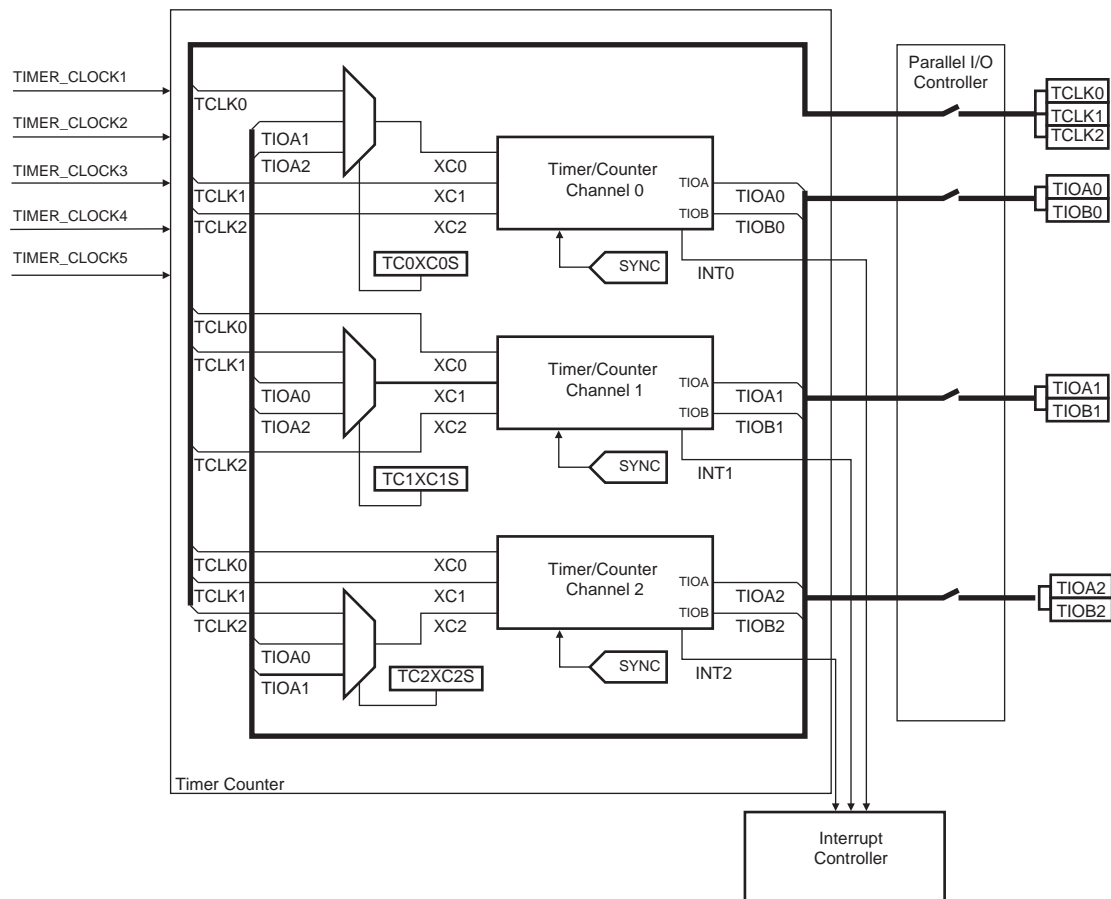 TIMER_CLOCK1
TIMER_CLOCK2
TIMER_CLOCK3
TIMER_CLOCK4
TIMER_CLOCK5
TCLK0
TIOA1
TIOA2
TCLK1
TCLK2
XC0
XC1
XC2
TC0XC0S
Timer/Counter
Channel 0
TIOA
TIOB
TIOA0
TIOB0
SYNC
INT0
TCLK0
TCLK1
TIOA0
TIOA2
TCLK2
XC0
XC1
XC2
TC1XC1S
Timer/Counter
Channel 1
TIOA
TIOB
TIOA1
TIOB1
SYNC
INT1
TCLK0
TCLK1
TCLK2
TIOA0
TIOA1
XC0
XC1
XC2
TC2XC2S
Timer/Counter
Channel 2
TIOA
TIOB
TIOA2
TIOB2
SYNC
INT2
Timer Counter
Parallel I/O
Controller
TCLK0
TCLK1
TCLK2
TIOA0
TIOB0
TIOA1
TIOB1
TIOA2
TIOB2
Interrupt
Controller